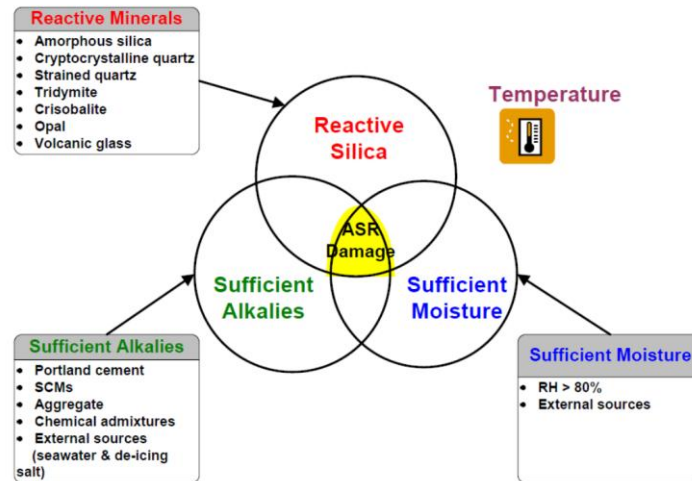 Reactive Minerals
• Amorphous silica
• Cryptocrystalline quartz
• Strained quartz
• Tridymite
• Crisobalite
• Opal
• Volcanic glass
Temperature
Reactive
Silica
ASR
Damage
Sufficient
Alkalies
Sufficient
Moisture
Sufficient Alkalies
• Portland cement
• SCMs
• Aggregate
• Chemical admixtures
• External sources
(seawater & de-icing
salt)
Sufficient Moisture
• RH > 80%
• External sources